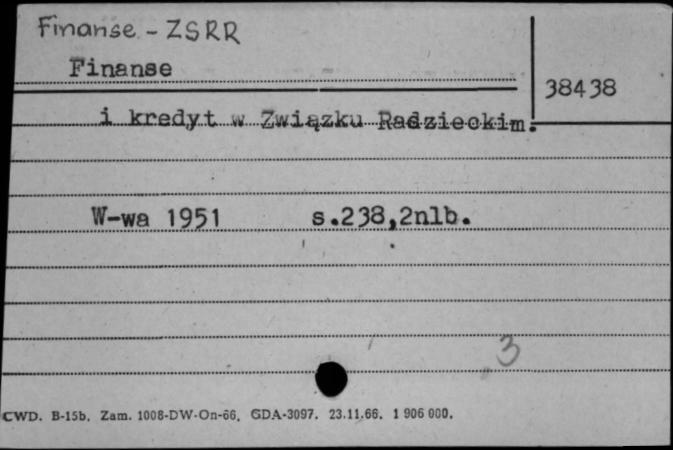 Finanse - ZSRR
Finanse
38438
i kredyt w Związku Radzieckim.
W-wa 1951 s.238,2nlb.
3
CWD. B-15b. Zam. 1008-DW-On-66. GDA-3097. 23.11.66. 1 906 000.